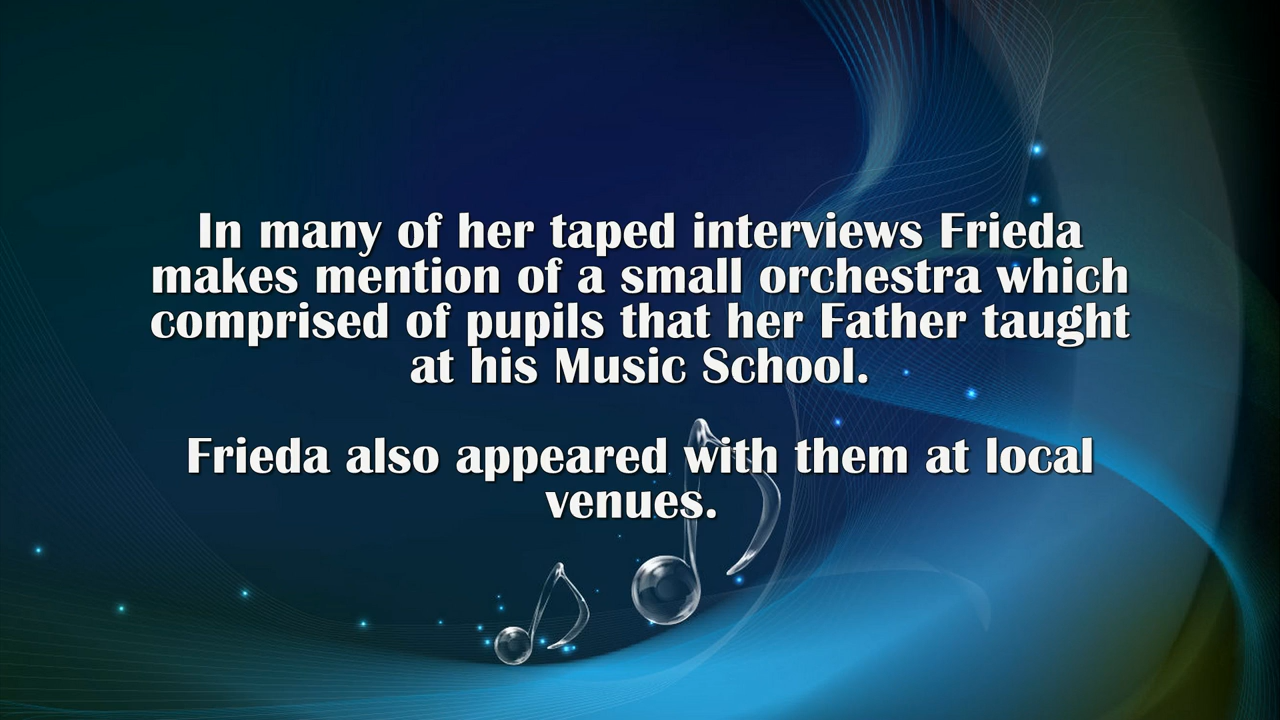 In many of her taped interviews Frieda
makes mention of a small orchestra which
comprised of pupils that her Father taught
at his Music School.
Frieda also appeared with them at local
venues.